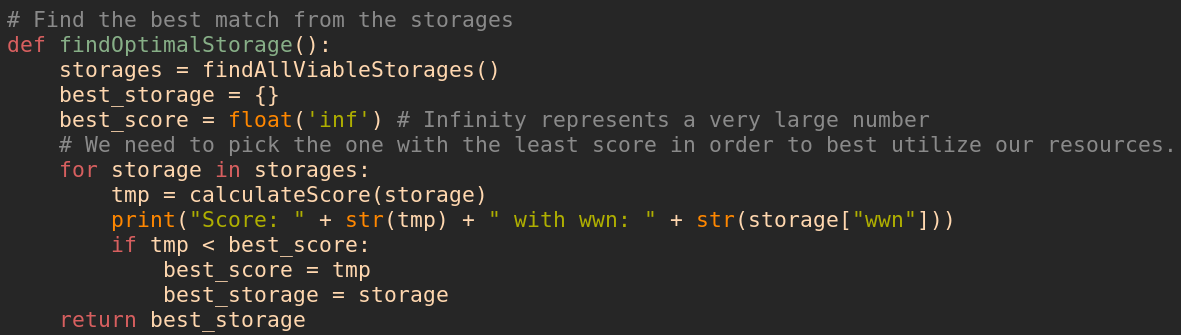 # Find the best match from the storages
def findOptimalStorage():
    storages = findAllViableStorages()
    best_storage = {}
    best_score = float('inf') # Infinity represents a very large number
    # We need to pick the one with the least score in order to best utilize our resources.
    for storage in storages:
        tmp = calculateScore(storage)
        print("Score: " + str(tmp) + " with wwn: " + str(storage["wwn"]))
        if tmp < best_score:
            best_score = tmp
            best_storage = storage
    return best_storage